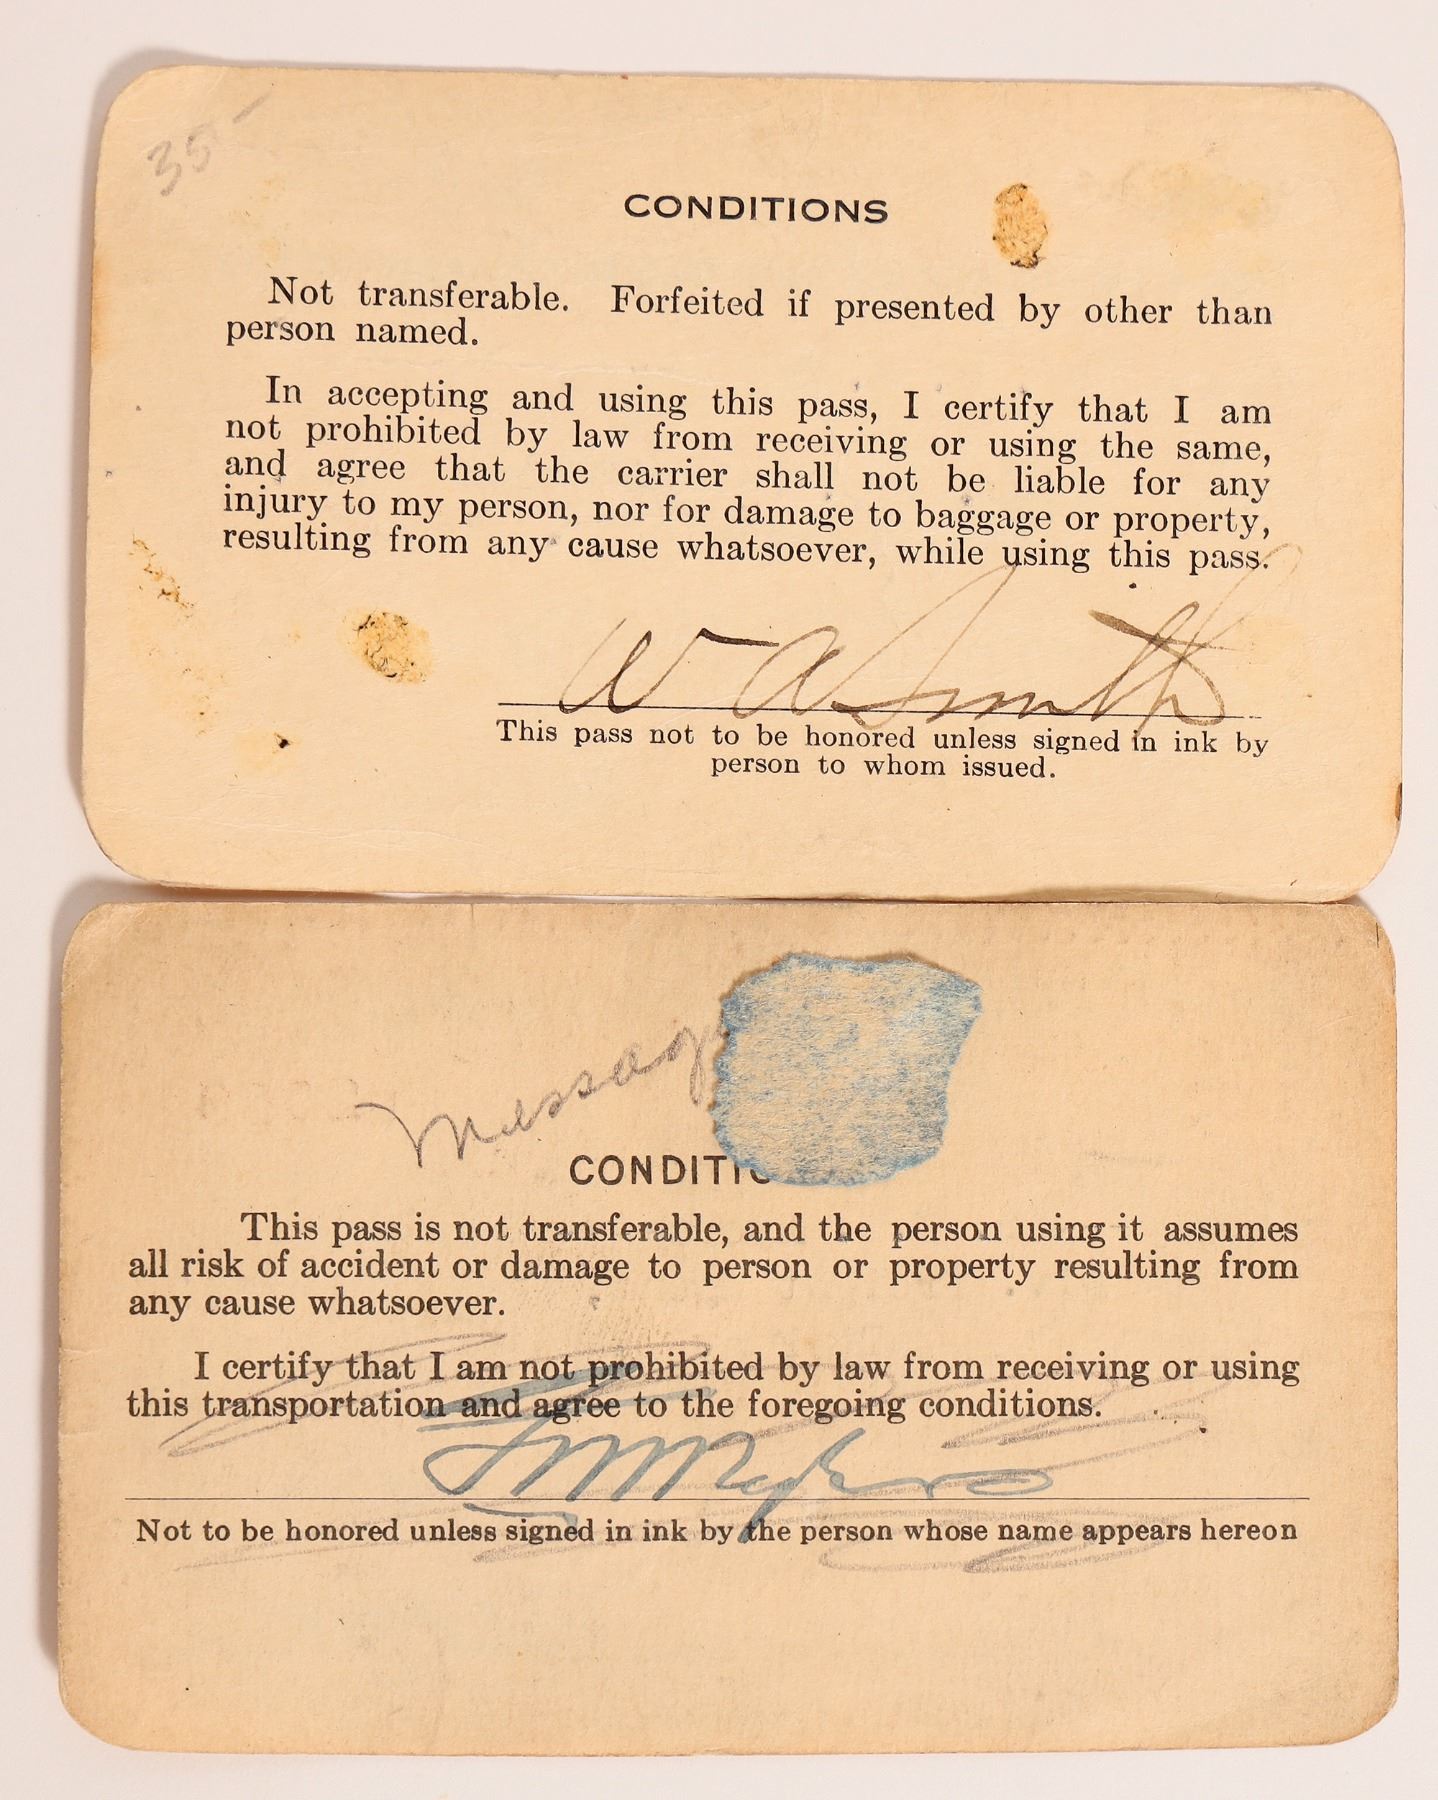 35-
CONDITIONS
Not transferable. Forfeited if presented by other than
person named.
In accepting and using this pass, I certify that I am
not prohibited by law from receiving or using the same,
and agree that the carrier shall not be liable for any
injury to my person, nor for damage to baggage or property,
resulting from any cause whatsoever, while using this pass.
W A Smith
This pass not to be honored unless signed in ink by
person to whom issued.
Messag
CONDITIO
This pass is not transferable, and the person using it assumes
all risk of accident or damage to person or property resulting from
any cause whatsoever.
I certify that I am not prohibited by law from receiving or using
this transportation and agree to the foregoing conditions.
Not to be honored unless signed in ink by the person whose name appears hereon